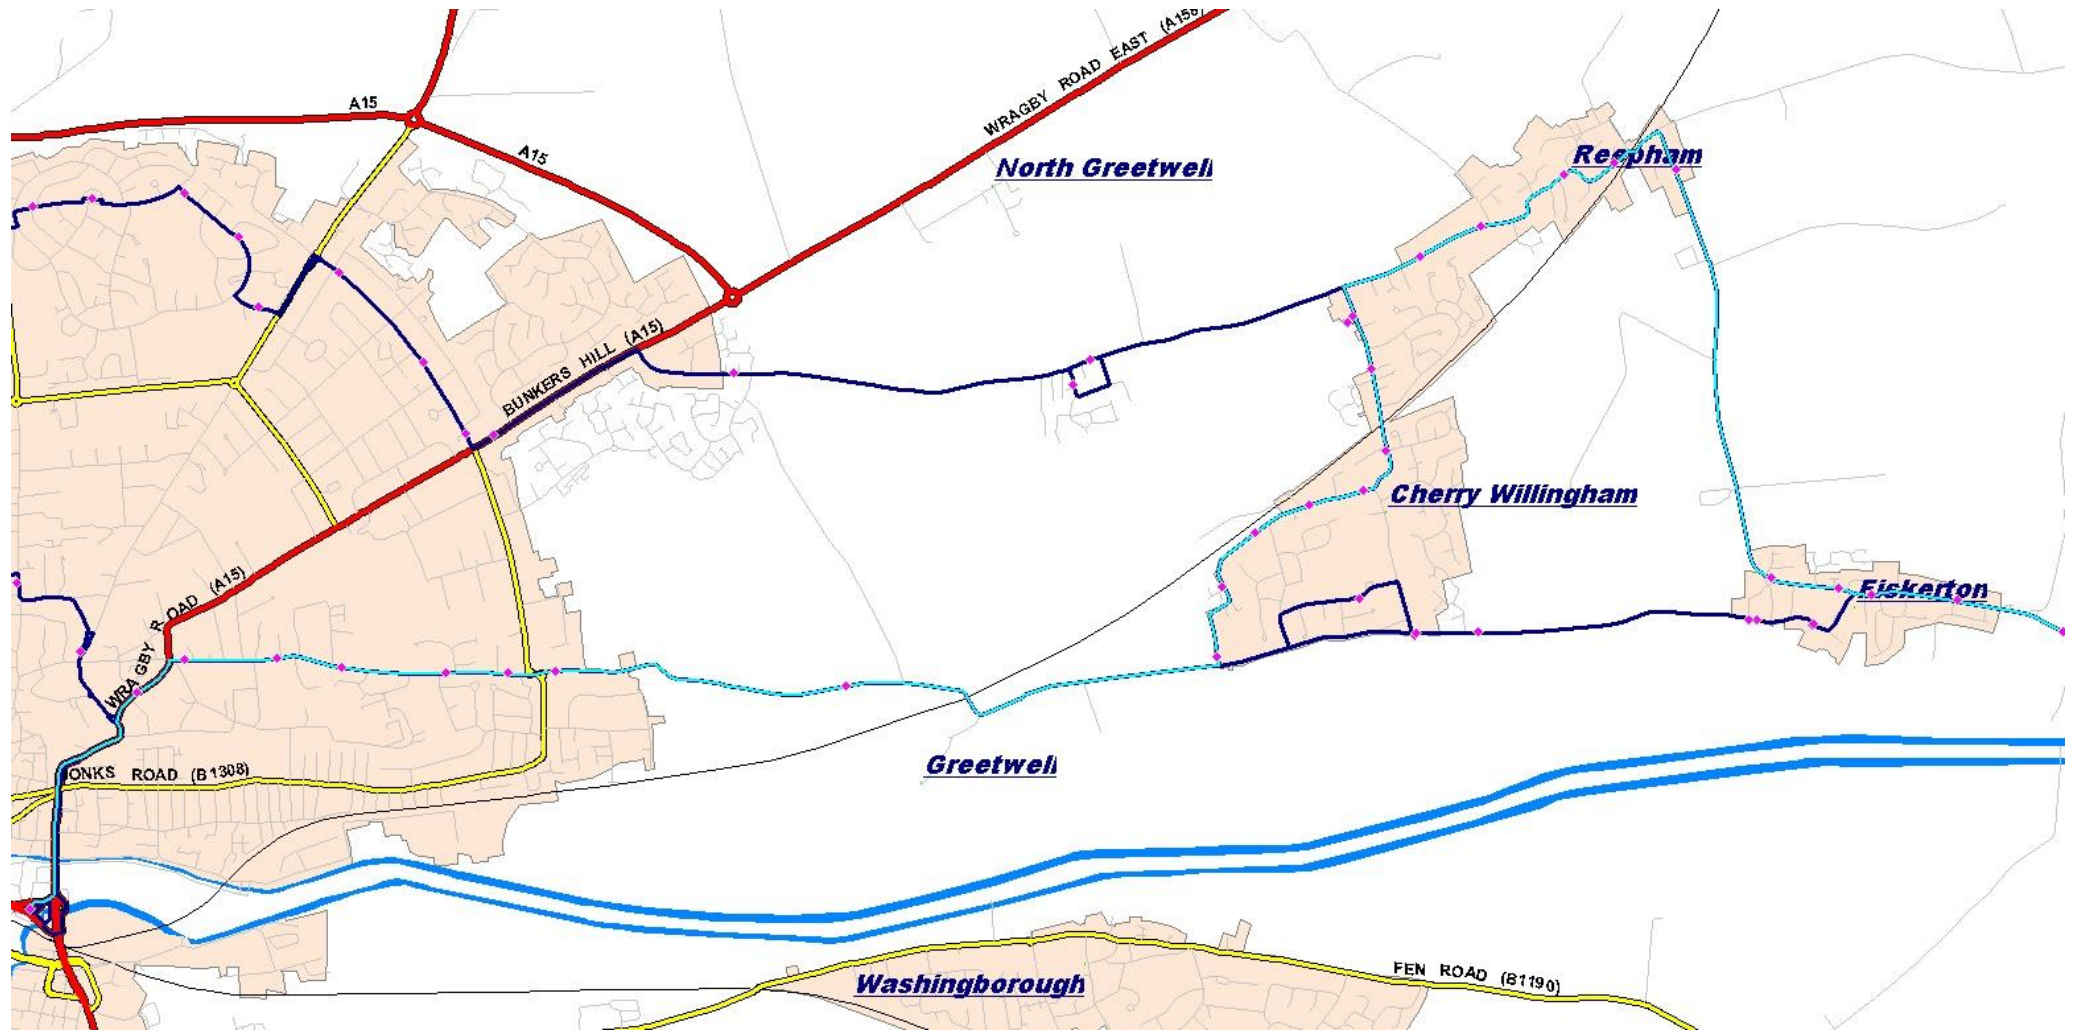 WRAGBY ROAD EAST (A158)
A15
A15
Reepham
North Greetwell
BUNKERS HILL (A15)
Cherry Willingham
WRAGBY ROAD (A15)
Fiskerton
Greetwell
MONKS ROAD (B1308)
FEN ROAD (B1190)
Washingborough